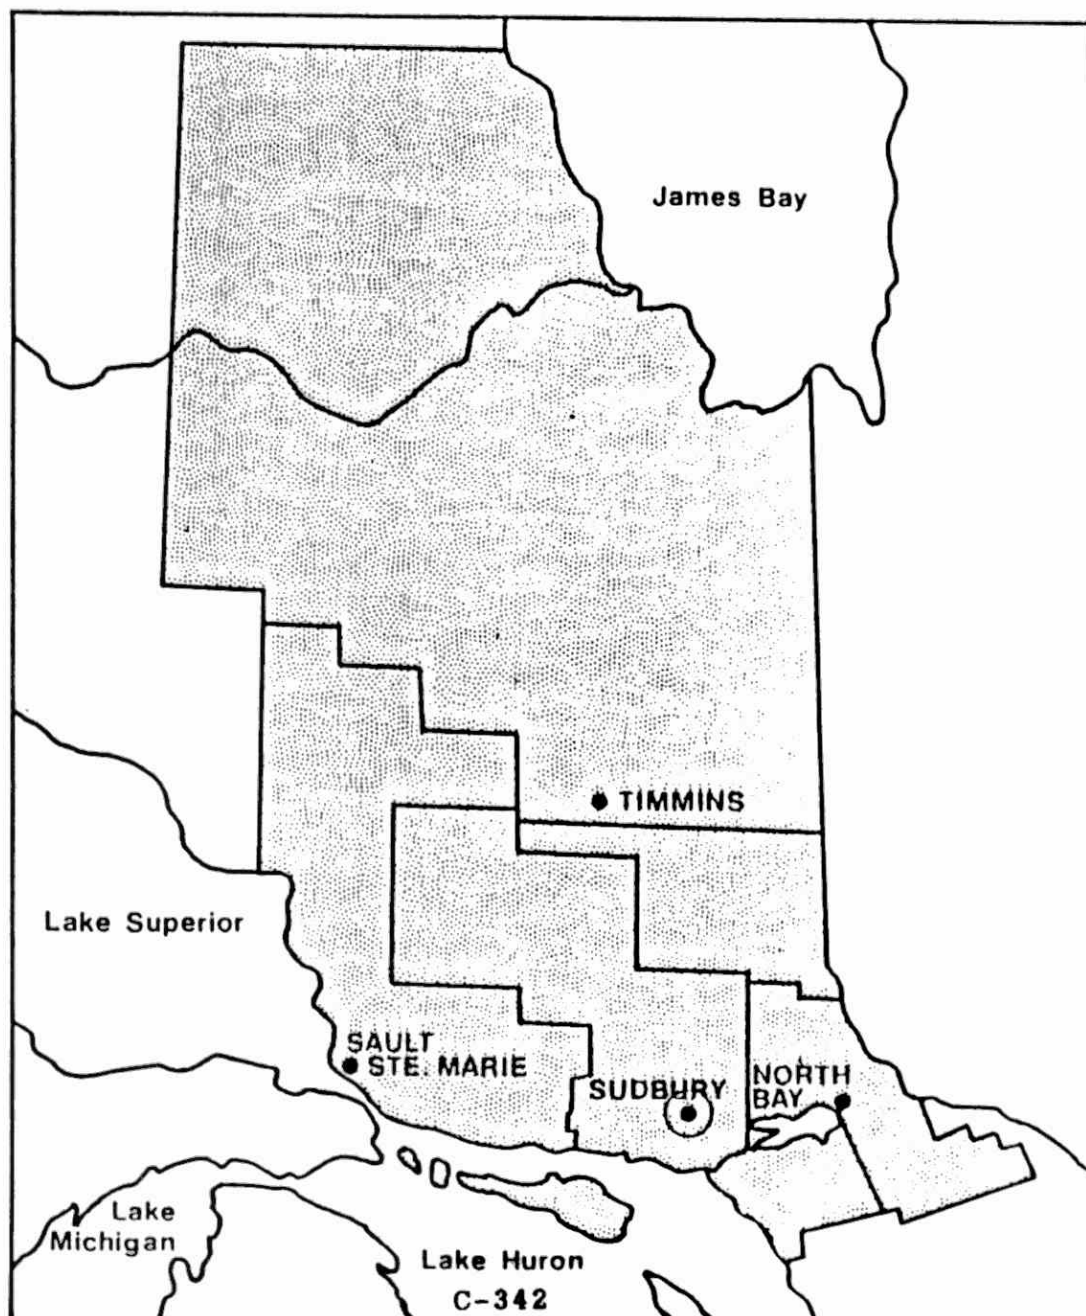 James Bay
TIMMINS
Lake Superior
SAULT
STE. MARIE
SUDBURY
NORTH
BAY
Lake
Michigan
Lake Huron
C-342